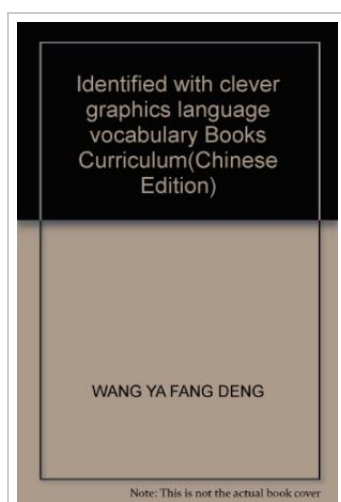 Identified with clever
graphics language
vocabulary Books
Curriculum(Chinese
Edition)
WANG YA FANG DENG
Note: This is not the actual book cover